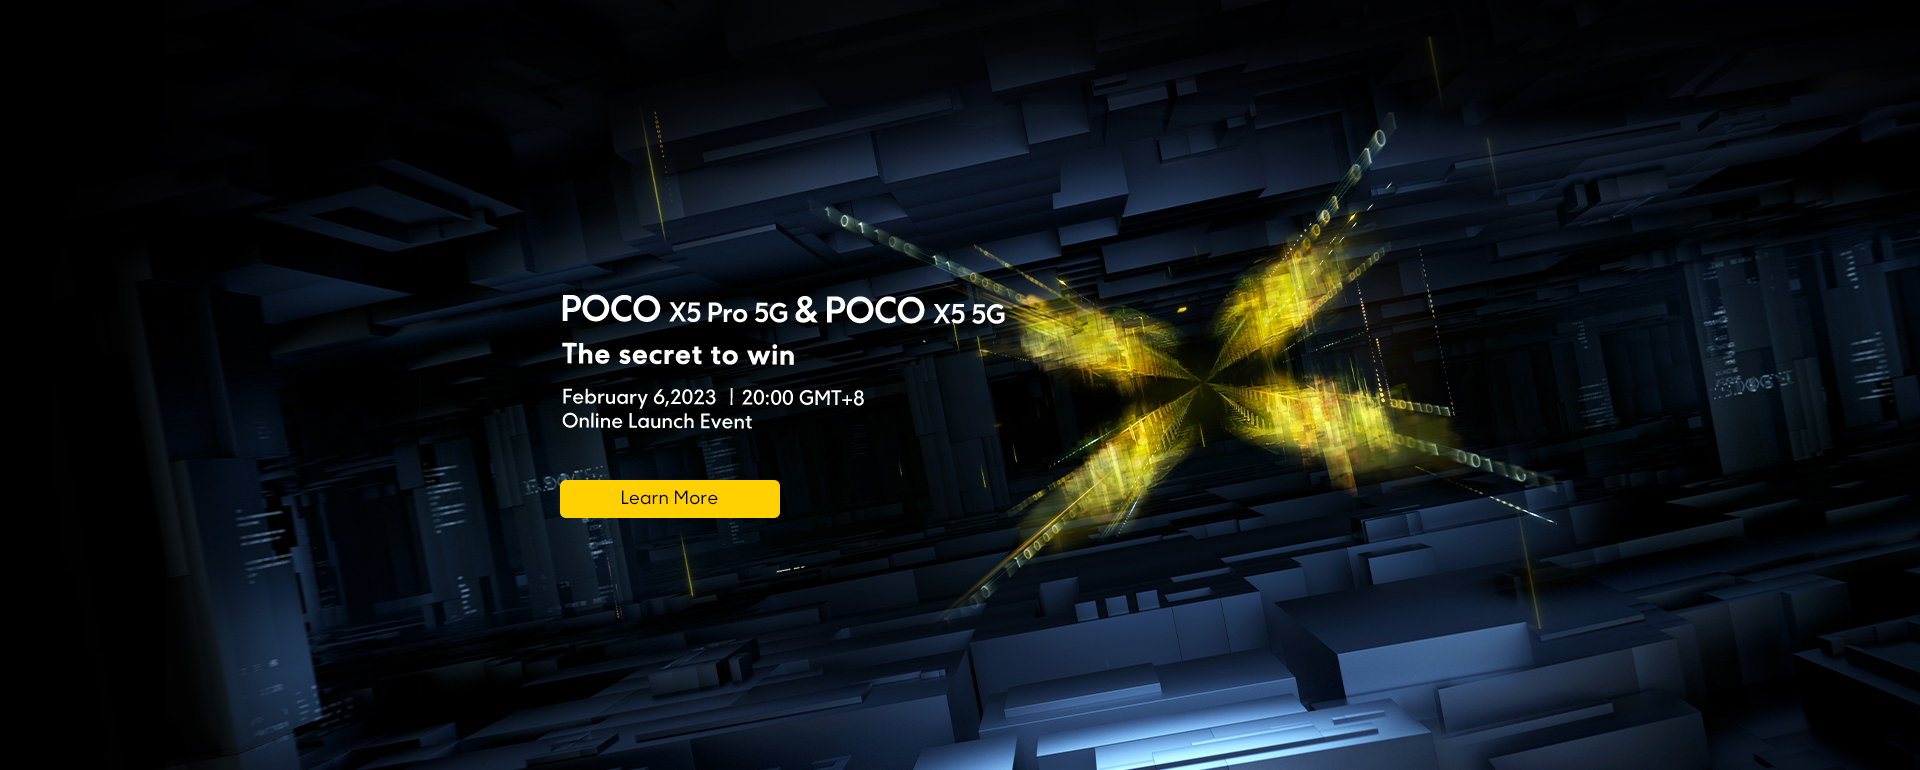 POCO X5 Pro 5G & POCO X5 5G
The secret to win
February 6,2023 | 20:00 GMT+8
Online Launch Event
Learn More